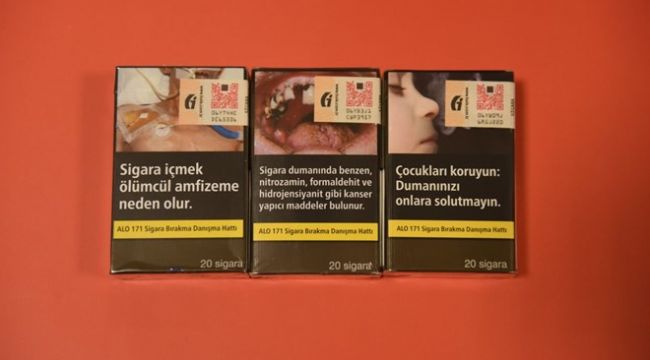 Sigara içmek
ölümcül amfizeme
neden olur.
ALO 171 Sigara Bırakma Danışma Hattı
20 sigara
Sigara dumanında benzen,
nitrozamin, formaldehit ve
hidrojensiyanit gibi kanser
yapıcı maddeler bulunur.
ALO 171 Sigara Bırakma Danışma Hattı
20 sigara
Çocukları koruyun:
Dumanınızı
onlara solutmayın.
ALO 171 Sigara Bırakma Danışma Hattı
20 sigara